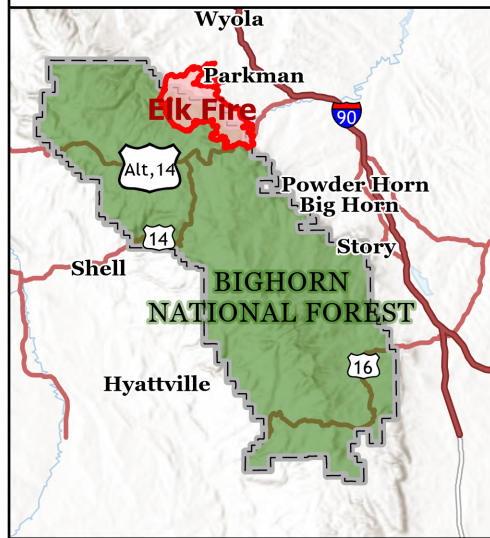 Wyola
Parkman
Elk Fire
90
Alt,14
Powder Horn
Big Horn
14
Story
Shell
BIGHORN
NATIONAL FOREST
16
Hyattville